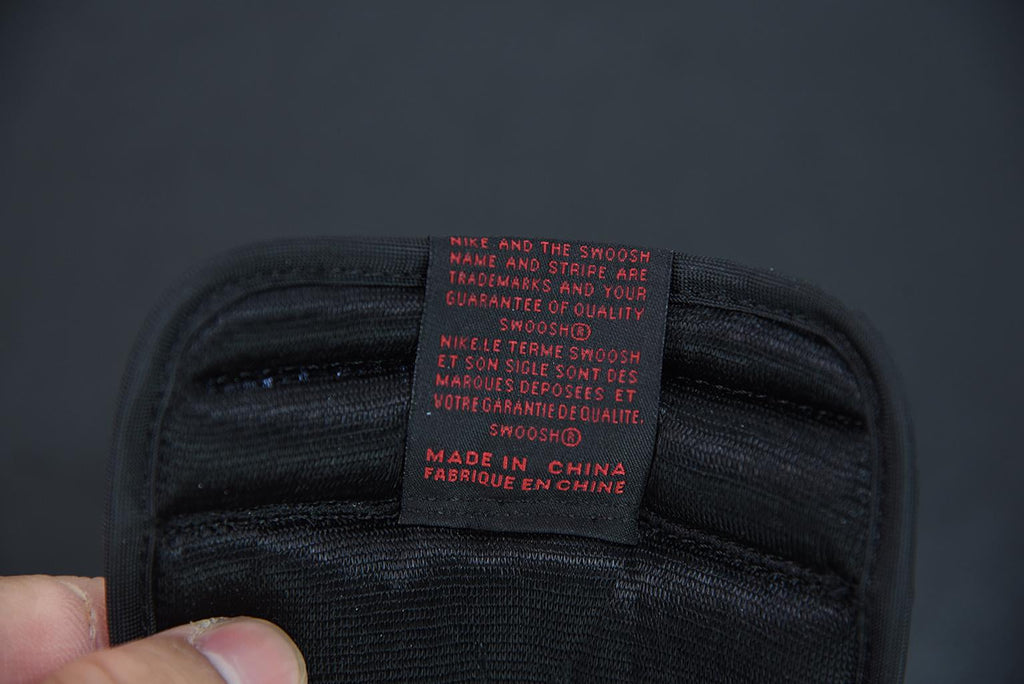 NIKE AND THE SWOOSH
NAME AND STRIPE ARE
TRADEMARKS AND YOUR
GUARANTEE OF QUALITY
SWOOSH®
NIKE.LE TERME SWOOSH
ET SON SIGLE SONT DES
MARQUES DEPOSEES ET
VOTRE GARANTIE DE QUALITE.
SWOOSH®
MADE IN CHINA
FABRIQUE EN CHINE